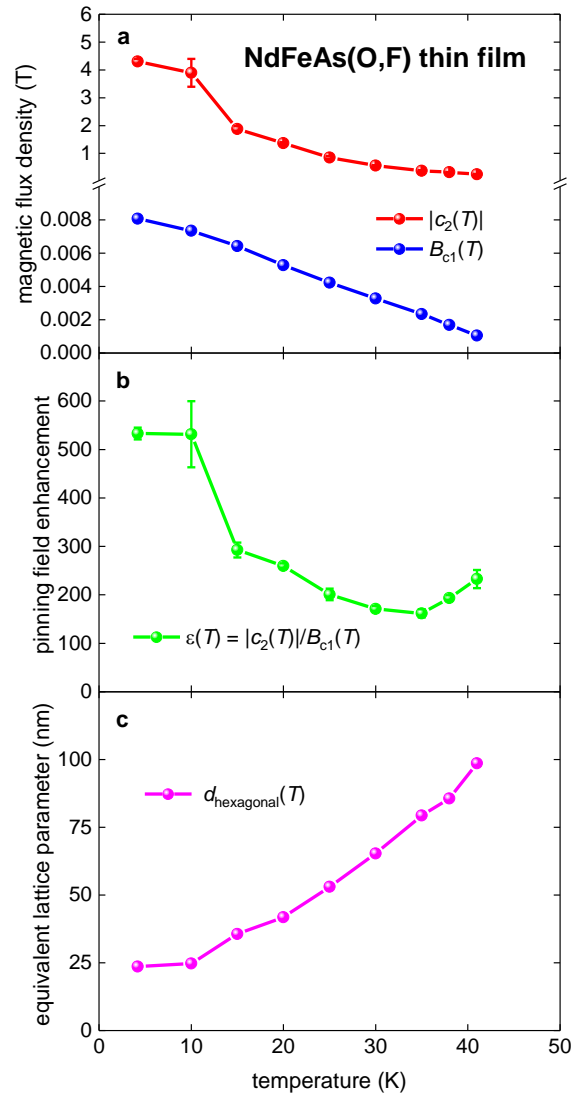 a
NdFeAs(O,F) thin film
magnetic flux density (T)
6
5
4
3
2
1
0.008
0.006
0.004
0.002
0.000
|c2(T)|
Bc1(T)
b
pinning field enhancement
600
500
400
300
200
100
0
ε(T) = |c2(T)|/Bc1(T)
c
equivalent lattice parameter (nm)
100
75
50
25
0
dhexagonal(T)
0 10 20 30 40 50
temperature (K)